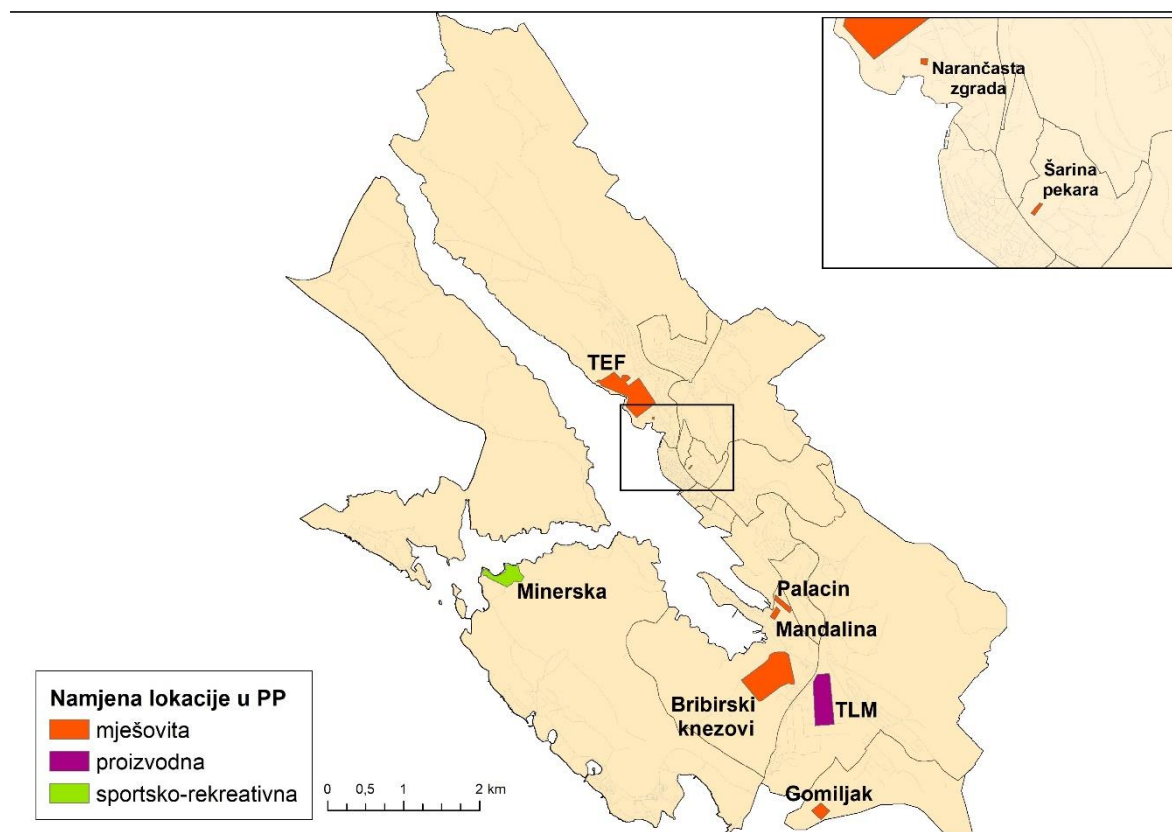 Narančasta
zgrada
Šarina
pekara
TEF
Minerska
Palacin
Mandalina
Bribirski
knezovi
TLM
Gomiljak
Namjena lokacije u PP
mješovita
proizvodna
sportsko-rekreativna
0 0,5 1 2 km